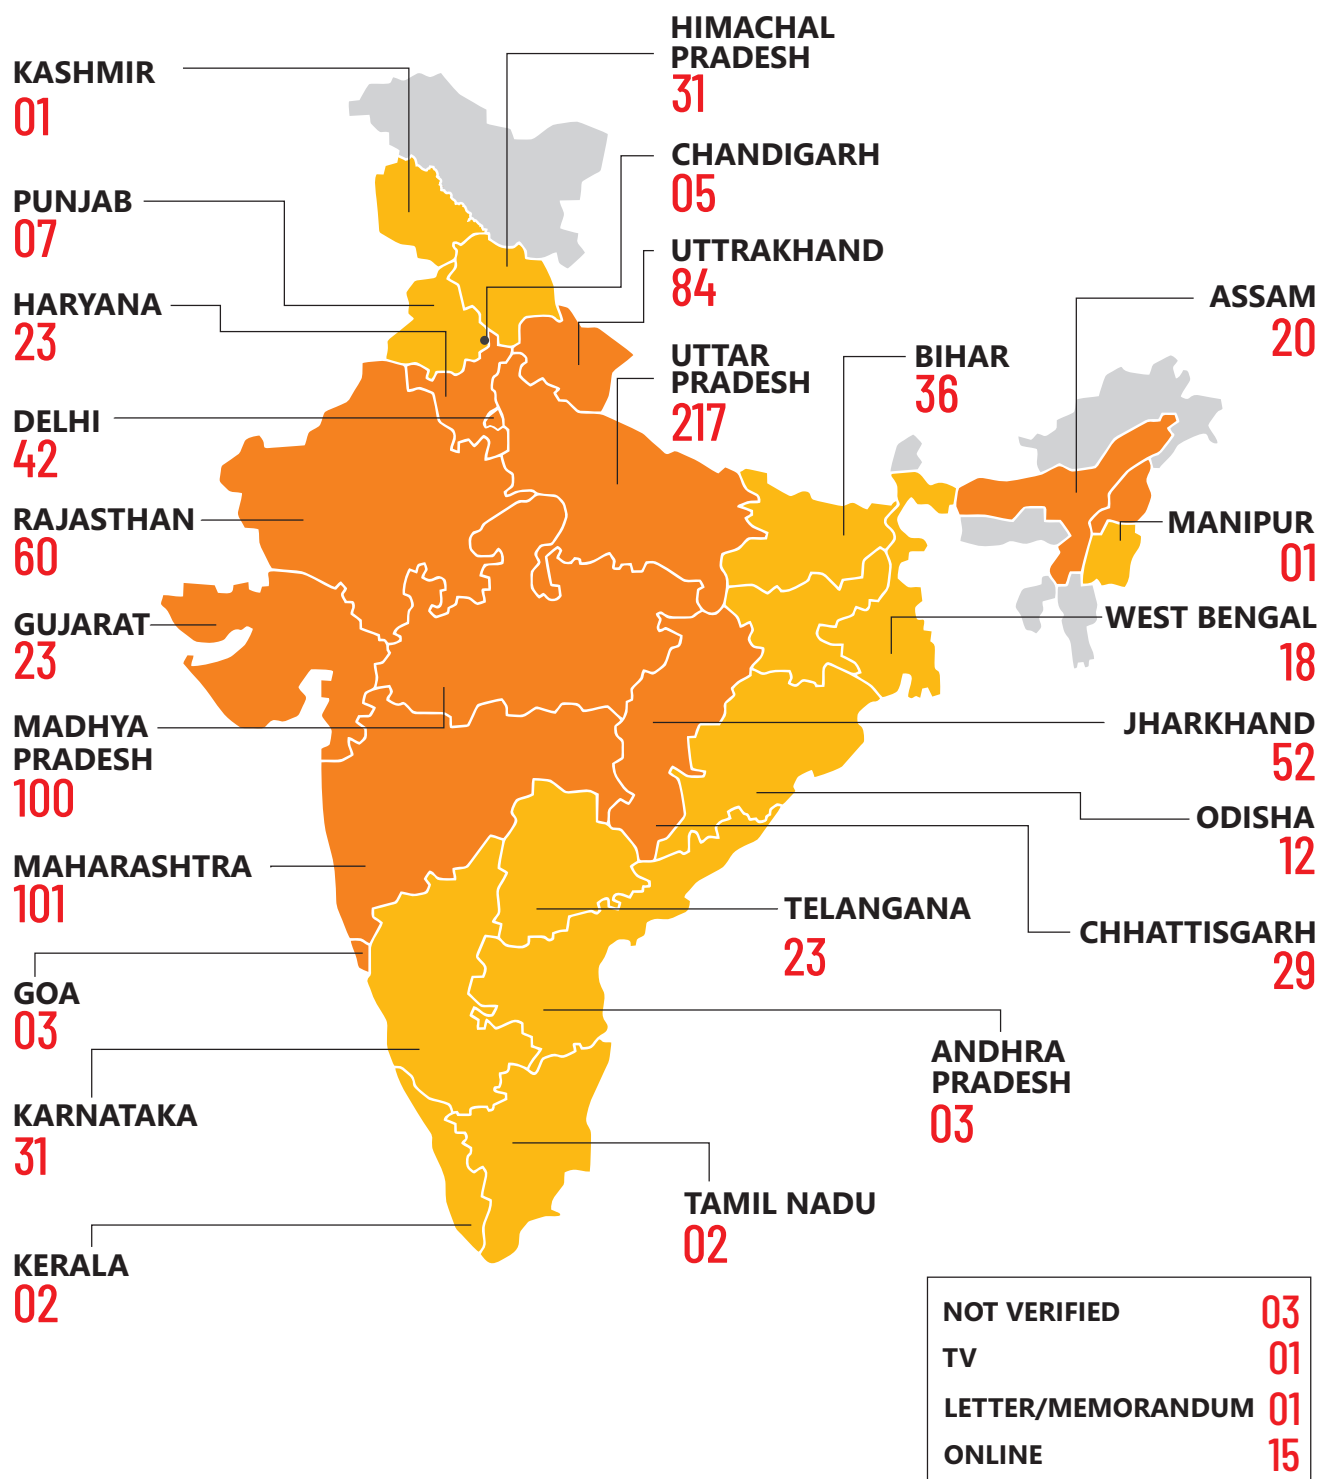 KASHMIR
01
PUNJAB
07
HARYANA
23
DELHI
42
RAJASTHAN
60
GUJARAT
23
MADHYA
PRADESH
100
MAHARASHTRA
101
GOA
03
KARNATAKA
31
KERALA
02
HIMACHAL
PRADESH
31
CHANDIGARH
05
UTTRAKHAND
84
UTTAR
PRADESH
217
BIHAR
36
ASSAM
20
MANIPUR
01
WEST BENGAL
18
JHARKHAND
52
ODISHA
12
CHHATTISGARH
29
TELANGANA
23
ANDHRA
PRADESH
03
TAMIL NADU
02
NOT VERIFIED 03
TV 01
LETTER/MEMORANDUM 01
ONLINE 15